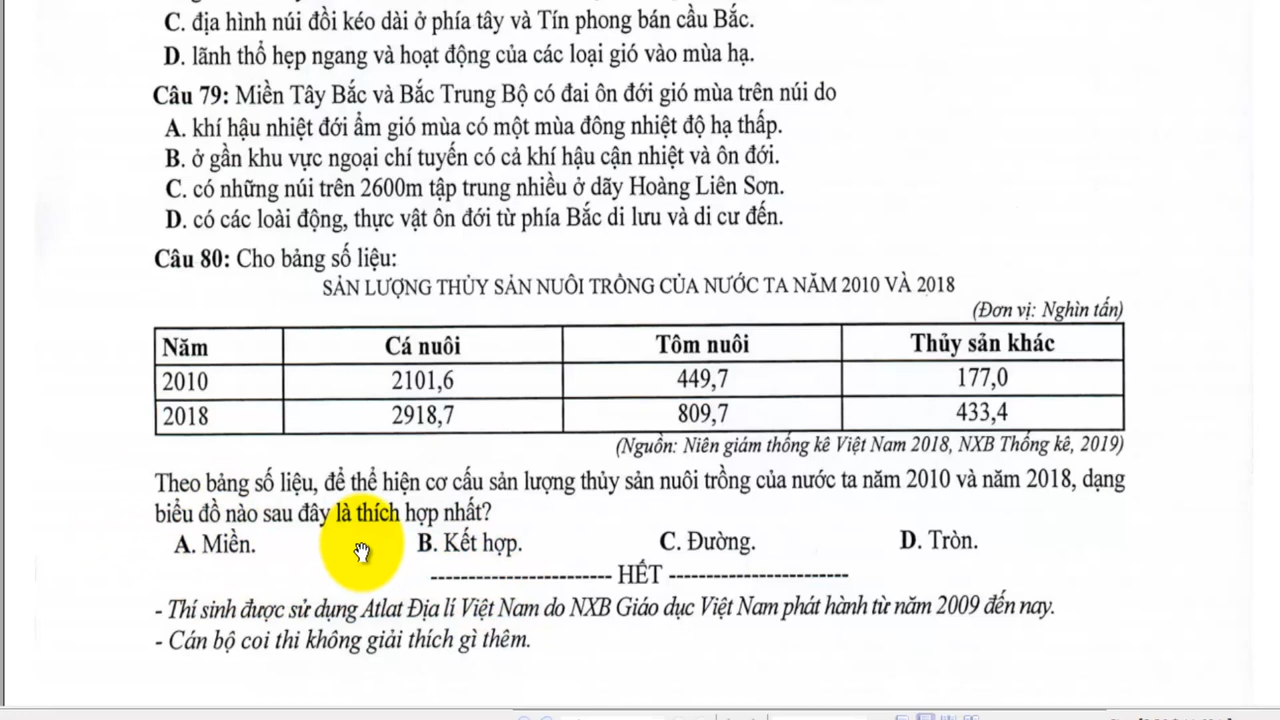 C. địa hình núi đồi kéo dài ở phía tây và Tín phong bán cầu Bắc.
D. lãnh thổ hẹp ngang và hoạt động của các loại gió vào mùa hạ.
Câu 79: Miền Tây Bắc và Bắc Trung Bộ có đai ôn đới gió mùa trên núi do
A. khí hậu nhiệt đới ẩm gió mùa có một mùa đông nhiệt độ hạ thấp.
B. ở gần khu vực ngoại chí tuyến có cả khí hậu cận nhiệt và ôn đới.
C. có những núi trên 2600m tập trung nhiều ở dãy Hoàng Liên Sơn.
D. có các loài động, thực vật ôn đới từ phía Bắc di lưu và di cư đến.
Câu 80: Cho bảng số liệu:
SẢN LƯỢNG THỦY SẢN NUÔI TRỒNG CỦA NƯỚC TA NĂM 2010 VÀ 2018
(Đơn vị: Nghìn tấn)
Năm Cá nuôi Tôm nuôi Thủy sản khác
2010 2101,6 449,7 177,0
2018 2918,7 809,7 433,4
(Nguồn: Niên giám thống kê Việt Nam 2018, NXB Thống kê, 2019)
Theo bảng số liệu, để thể hiện cơ cấu sản lượng thủy sản nuôi trồng của nước ta năm 2010 và năm 2018, dạng
biểu đồ nào sau đây là thích hợp nhất?
A. Miền. B. Kết hợp. C. Đường. D. Tròn.
------------------------ HẾT ------------------------
- Thí sinh được sử dụng Atlat Địa lí Việt Nam do NXB Giáo dục Việt Nam phát hành từ năm 2009 đến nay.
- Cán bộ coi thi không giải thích gì thêm.